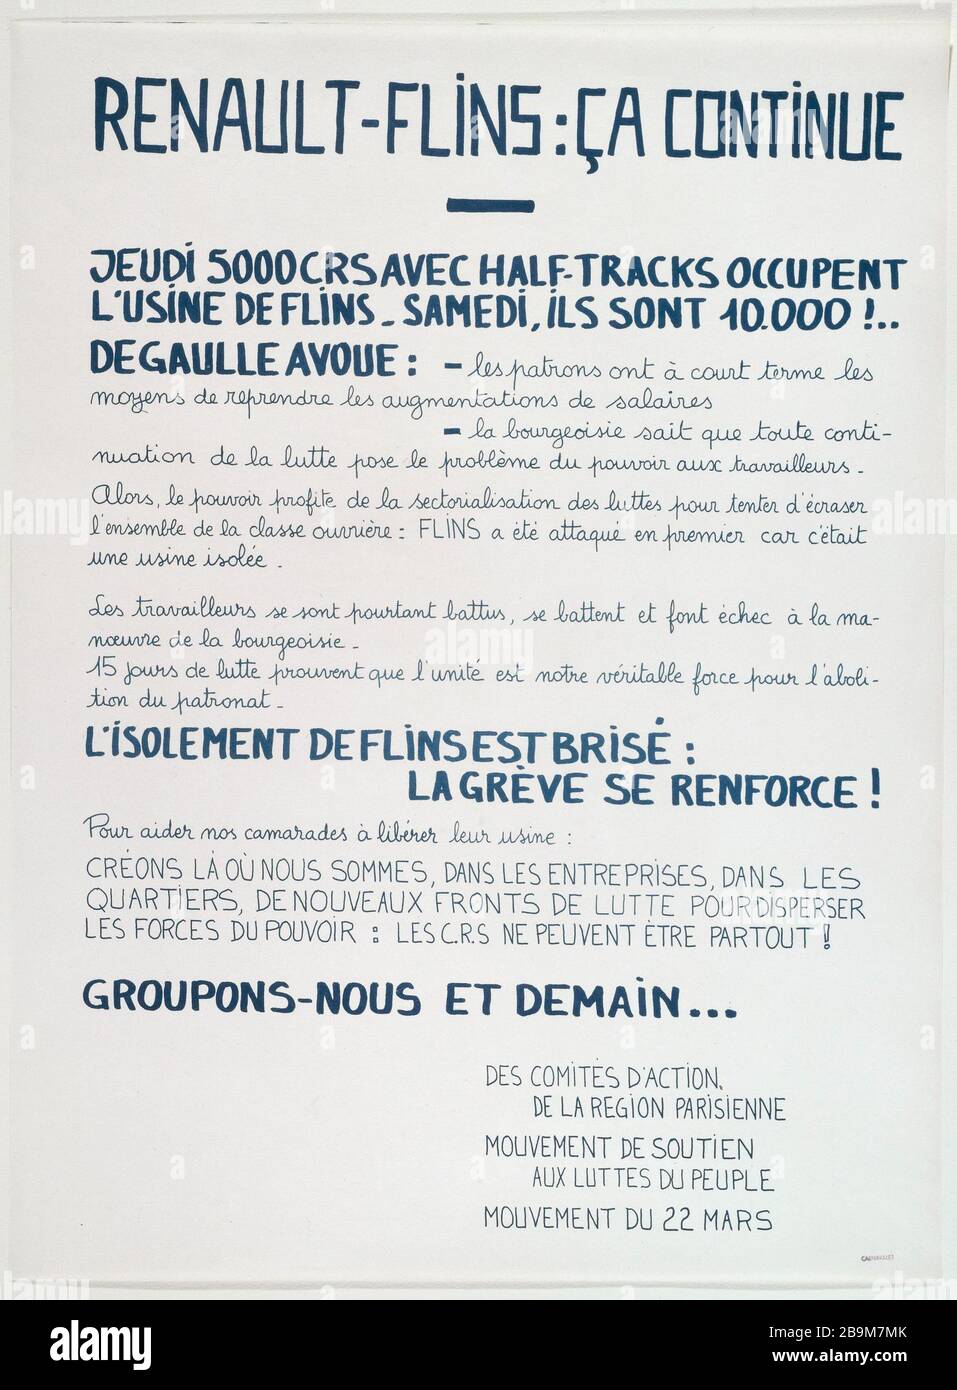 RENAULT-FLINS : ÇA CONTINUE
JEUDI 5000 CRS AVEC HALF-TRACKS OCCUPENT
L'USINE DE FLINS _ SAMEDI, ILS SONT 10.000 !..
DE GAULLE AVOUE : – les patrons ont à court terme les
moyens de reprendre les augmentations de salaires
– la bourgeoisie sait que toute conti-
nuation de la lutte pose le problème du pouvoir aux travailleurs _
Alors, le pouvoir profite de la sectorialisation des luttes pour tenter d'écraser
l'ensemble de la classe ouvrière : FLINS a été attaqué en premier car c'était
une usine isolée _
Les travailleurs se sont pourtant battus, se battent et font échec à la ma-
nœuvre de la bourgeoisie _
15 jours de lutte prouvent que l'unité est notre véritable force pour l'aboli-
tion du patronat _
L'ISOLEMENT DE FLINS EST BRISÉ :
LA GRÈVE SE RENFORCE !
Pour aider nos camarades à libérer leur usine :
CRÉONS LÀ OÙ NOUS SOMMES, DANS LES ENTREPRISES, DANS LES
QUARTIERS, DE NOUVEAUX FRONTS DE LUTTE POUR DISPERSER
LES FORCES DU POUVOIR : LES C.R.S NE PEUVENT ÊTRE PARTOUT !
GROUPONS-NOUS ET DEMAIN...
DES COMITÉS D'ACTION,
DE LA REGION PARISIENNE
MOUVEMENT DE SOUTIEN
AUX LUTTES DU PEUPLE
MOUVEMENT DU 22 MARS
CARNAVALET
alamy
Image ID: 2B9M7MK
www.alamy.com